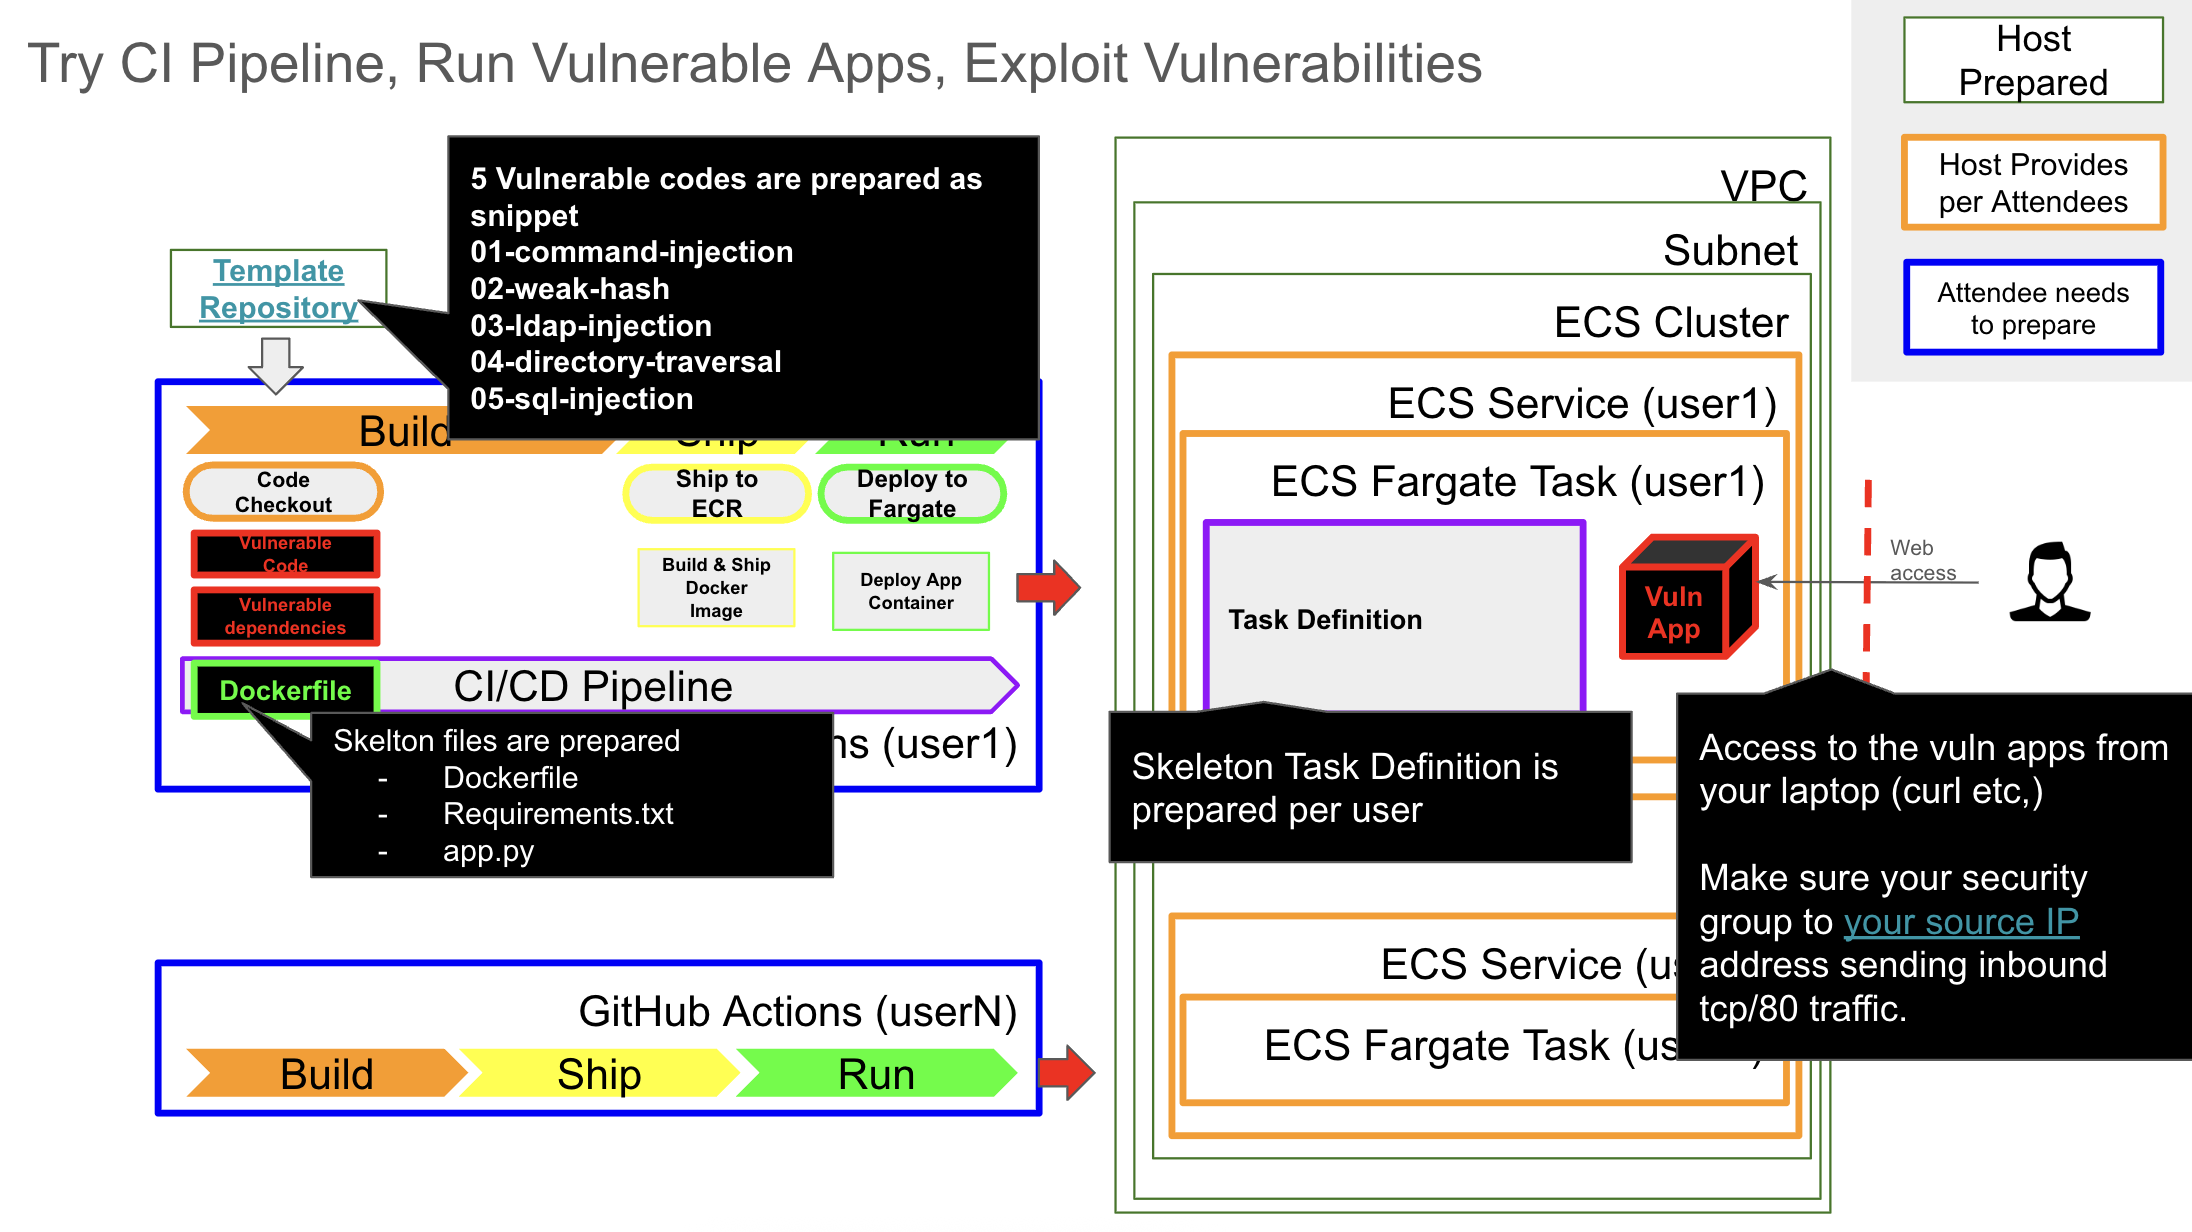 Try CI Pipeline, Run Vulnerable Apps, Exploit Vulnerabilities
Host
Prepared
Host Provides
per Attendees
Attendee needs
to prepare
5 Vulnerable codes are prepared as
snippet
01-command-injection
02-weak-hash
03-ldap-injection
04-directory-traversal
05-sql-injection
Template
Repository
Build
Ship
Run
Code
Checkout
Ship to
ECR
Deploy to
Fargate
Vulnerable
Code
Vulnerable
dependencies
Build & Ship
Docker
Image
Deploy App
Container
Dockerfile
CI/CD Pipeline
(user1)
Skelton files are prepared
- Dockerfile
- Requirements.txt
- app.py
GitHub Actions (userN)
Build
Ship
Run
VPC
Subnet
ECS Cluster
ECS Service (user1)
ECS Fargate Task (user1)
Task Definition
Vuln
App
Web
access
Skeleton Task Definition is
prepared per user
Access to the vuln apps from
your laptop (curl etc,)
Make sure your security
group to your source IP
address sending inbound
tcp/80 traffic.
ECS Service
ECS Fargate Task